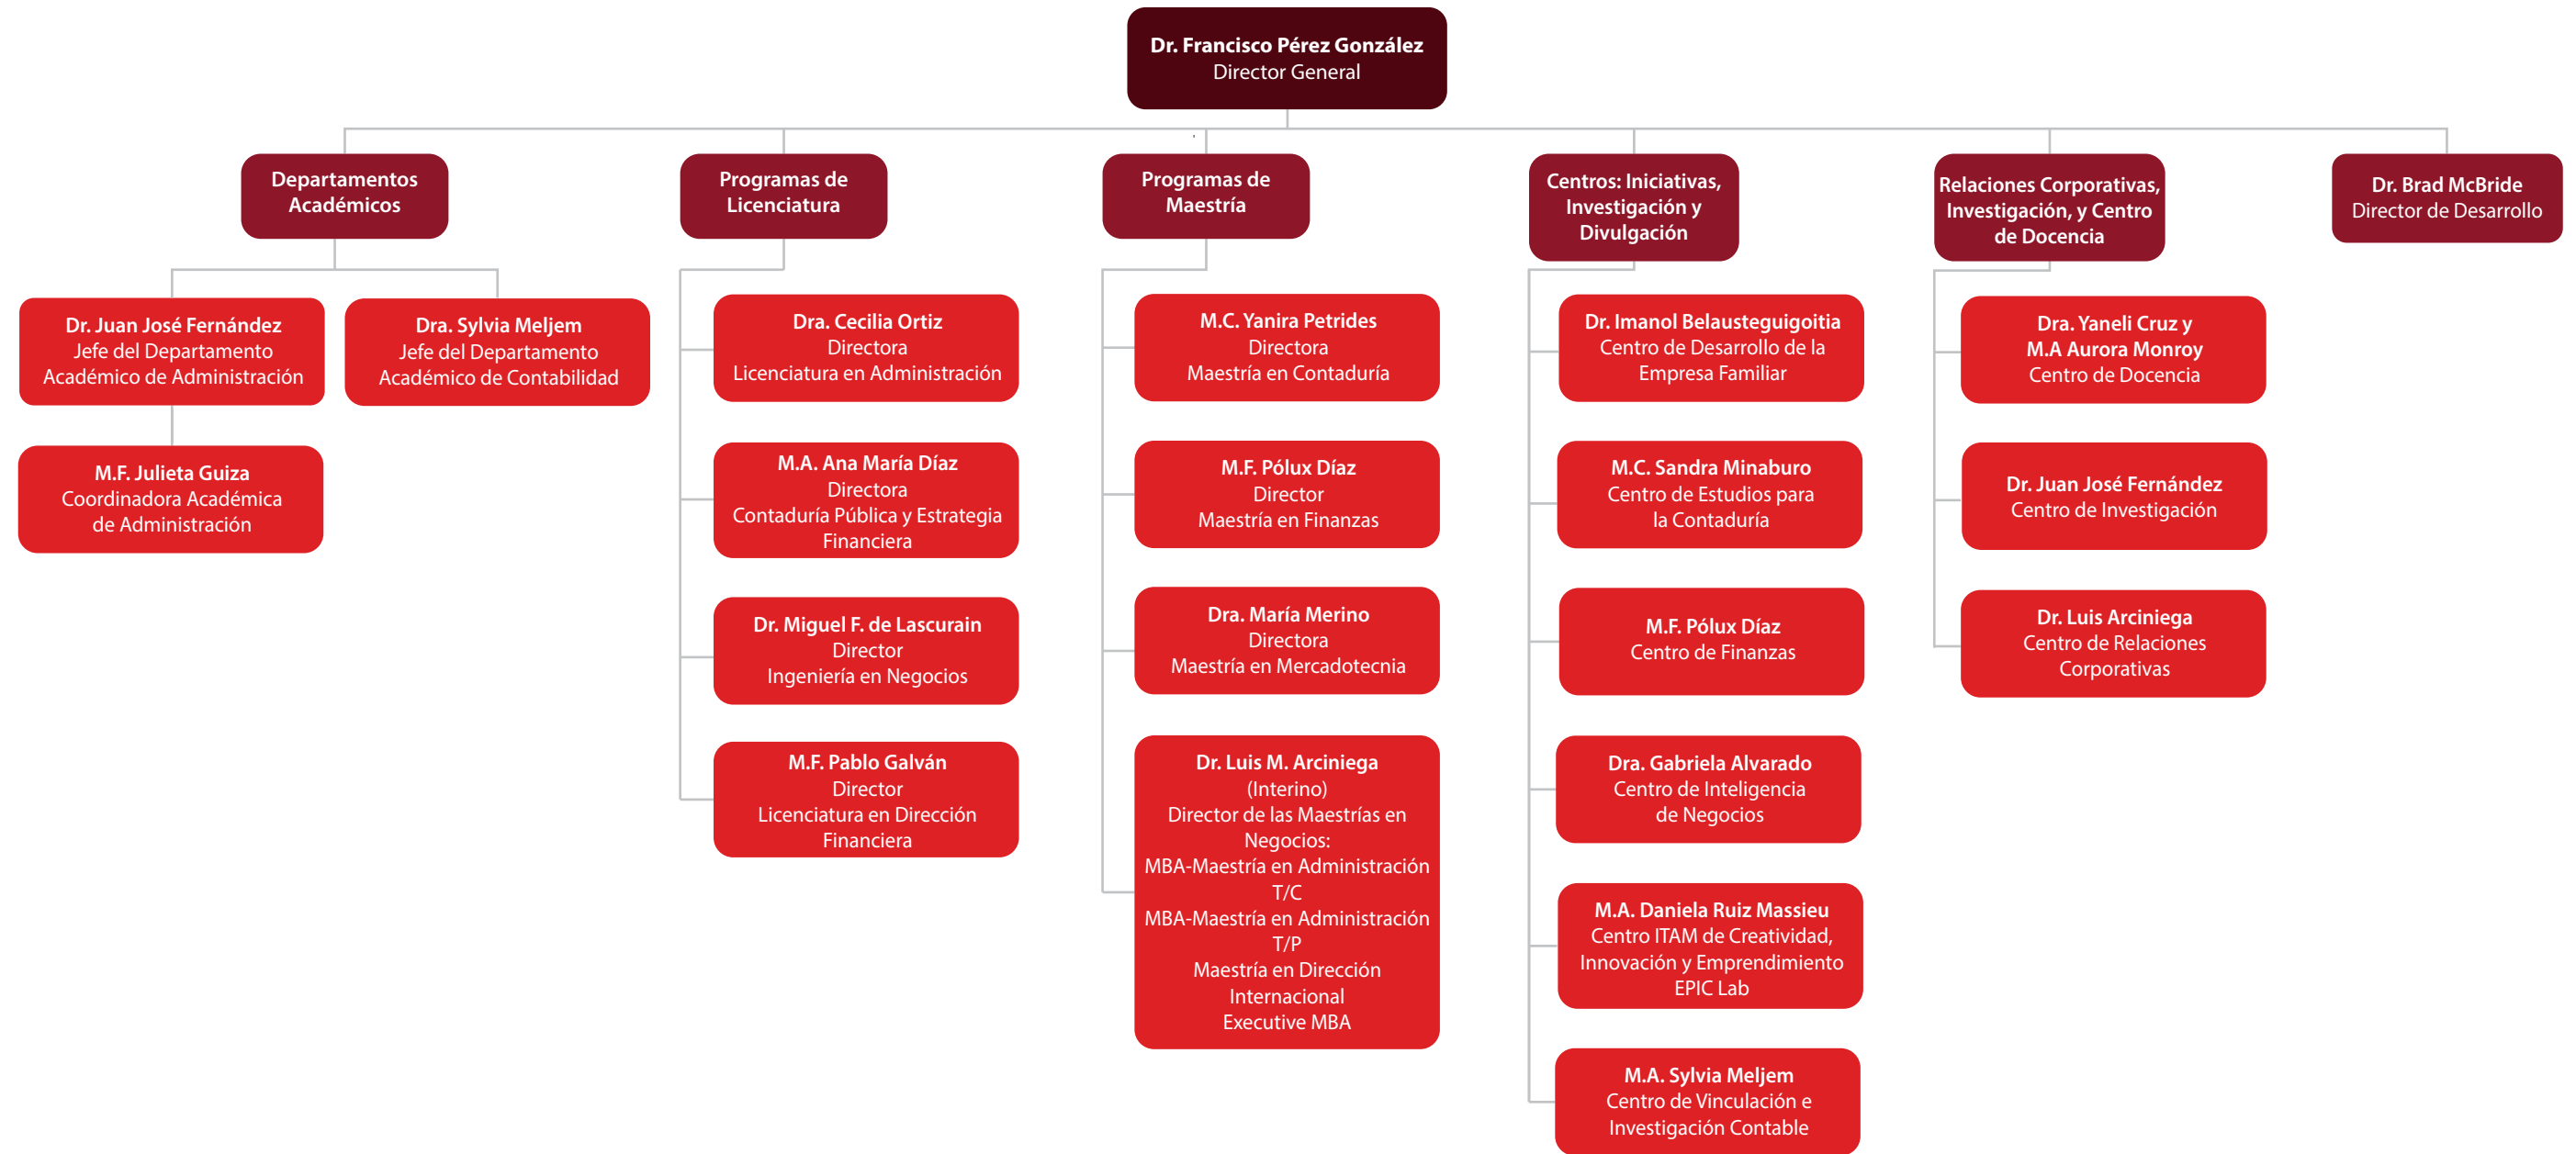 Dr. Francisco Pérez González
Director General
Departamentos
Académicos
Dr. Juan José Fernández
Jefe del Departamento
Académico de Administración
M.F. Julieta Guiza
Coordinadora Académica
de Administración
Dra. Sylvia Meljem
Jefe del Departamento
Académico de Contabilidad
Programas de
Licenciatura
Dra. Cecilia Ortiz
Directora
Licenciatura en Administración
M.A. Ana María Díaz
Directora
Contaduría Pública y Estrategia
Financiera
Dr. Miguel F. de Lascurain
Director
Ingeniería en Negocios
M.F. Pablo Galván
Director
Licenciatura en Dirección
Financiera
Programas de
Maestría
M.C. Yanira Petrides
Directora
Maestría en Contaduría
M.F. Pólux Díaz
Director
Maestría en Finanzas
Dra. María Merino
Directora
Maestría en Mercadotecnia
Dr. Luis M. Arciniega
(Interino)
Director de las Maestrías en
Negocios:
MBA-Maestría en Administración
T/C
MBA-Maestría en Administración
T/P
Maestría en Dirección
Internacional
Executive MBA
Centros: Iniciativas,
Investigación y
Divulgación
Dr. Imanol Belausteguigoitia
Centro de Desarrollo de la
Empresa Familiar
M.C. Sandra Minaburo
Centro de Estudios para
la Contaduría
M.F. Pólux Díaz
Centro de Finanzas
Dra. Gabriela Alvarado
Centro de Inteligencia
de Negocios
M.A. Daniela Ruiz Massieu
Centro ITAM de Creatividad,
Innovación y Emprendimiento
EPIC Lab
M.A. Sylvia Meljem
Centro de Vinculación e
Investigación Contable
Relaciones Corporativas,
Investigación, y Centro
de Docencia
Dra. Yaneli Cruz y
M.A Aurora Monroy
Centro de Docencia
Dr. Juan José Fernández
Centro de Investigación
Dr. Luis Arciniega
Centro de Relaciones
Corporativas
Dr. Brad McBride
Director de Desarrollo